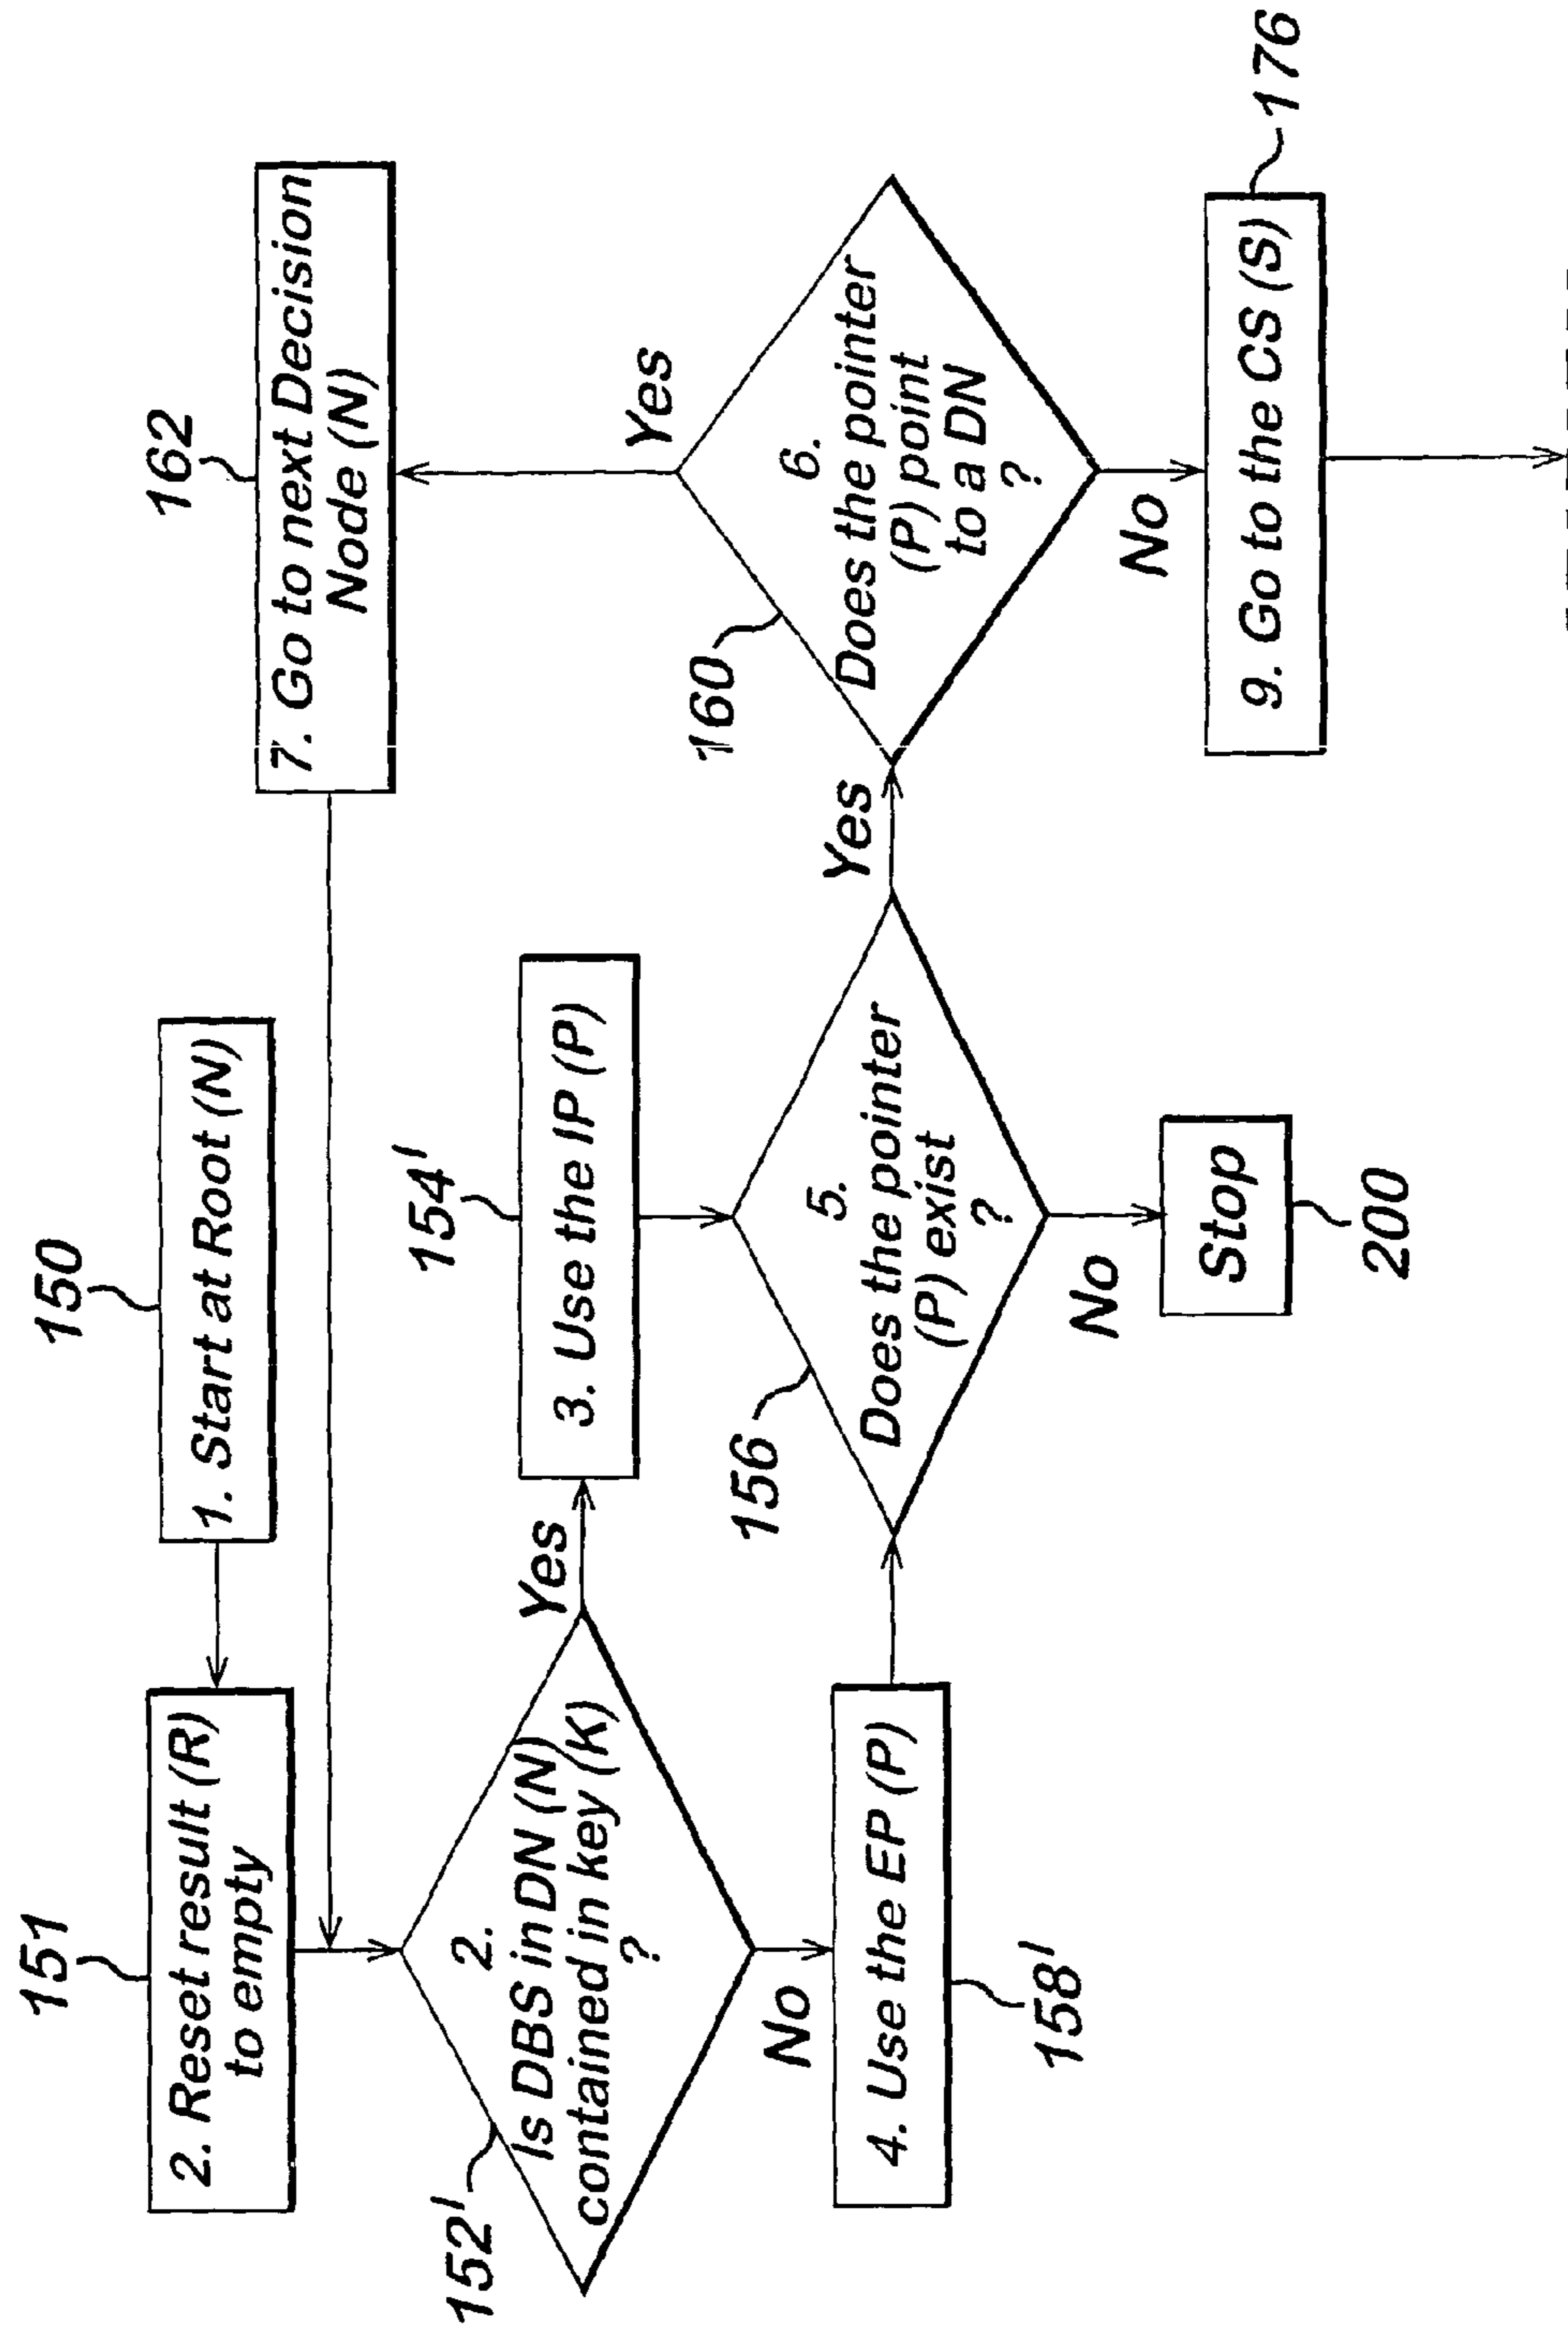 150
1. Start at Root (N)
151
2. Reset result (R)
to empty
162
7. Go to next Decision
Node (N)
152'
2.
Is DBS in DN (N)
contained in key (K)
?
Yes
154'
3. Use the IP (P)
No
4. Use the EP (P)
158'
156
5.
Does the pointer
(P) exist
?
Yes
No
Stop
200
160
6.
Does the pointer
(P) point
to a DN
?
Yes
No
9. Go to the CS (S)
176